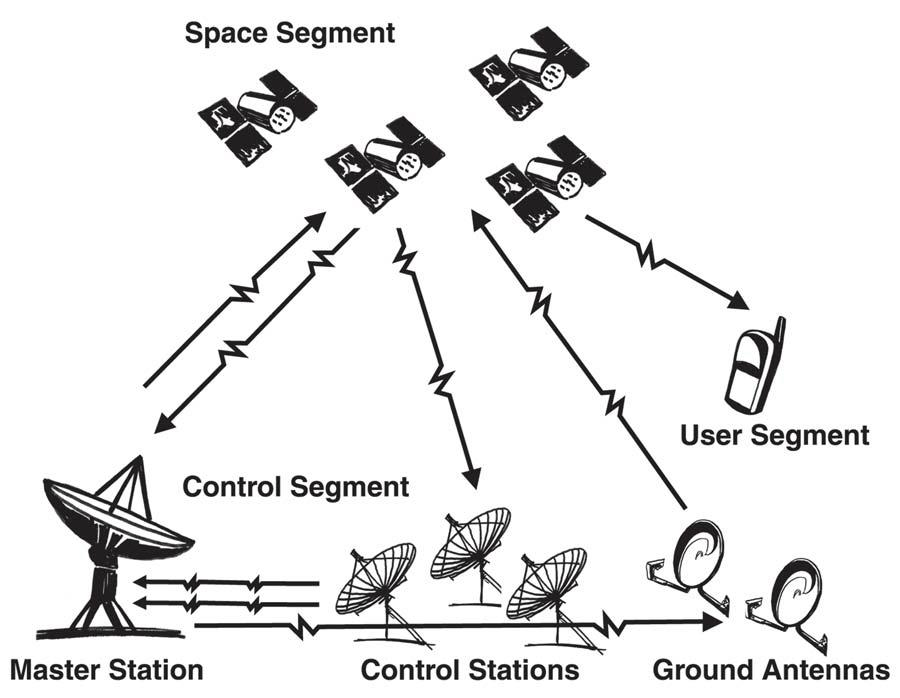 Space Segment
User Segment
Control Segment
Master Station
Control Stations
Ground Antennas